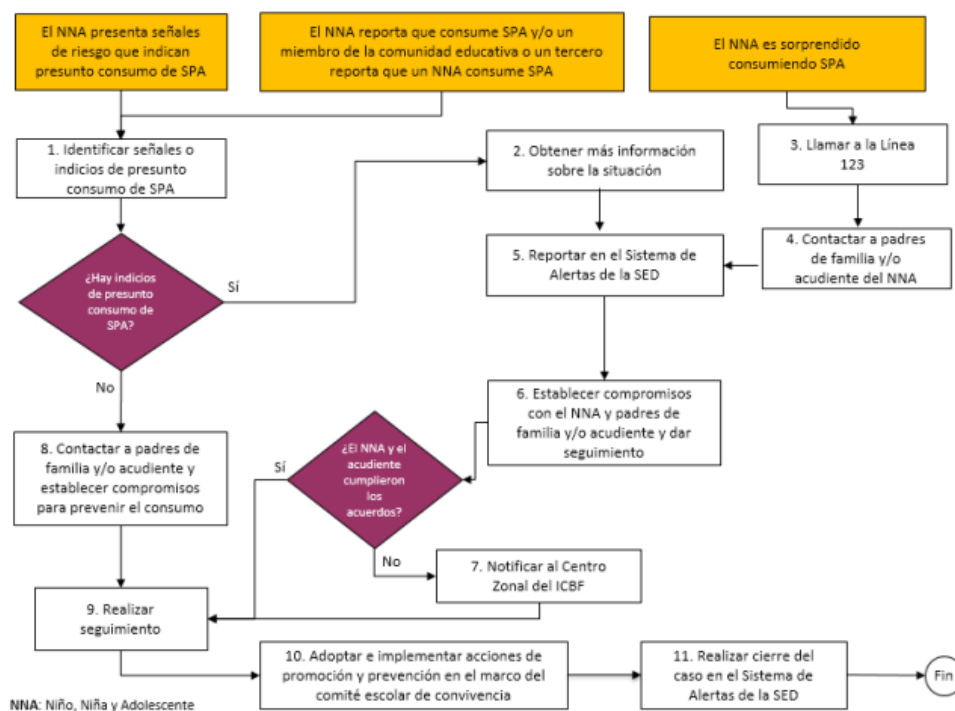 El NNA presenta señales
de riesgo que indican
presunto consumo de SPA
El NNA reporta que consume SPA y/o un
miembro de la comunidad educativa o un tercero
reporta que un NNA consume SPA
El NNA es sorprendido
consumiendo SPA
1. Identificar señales o
indicios de presunto
consumo de SPA
2. Obtener más información
sobre la situación
3. Llamar a la Línea
123
¿Hay indicios
de presunto
consumo de
SPA?
Sí
5. Reportar en el Sistema de
Alertas de la SED
4. Contactar a padres
de familia y/o
acudiente del NNA
No
6. Establecer compromisos
con el NNA y padres de
familia y/o acudiente y dar
seguimiento
8. Contactar a padres de
familia y/o acudiente y
establecer compromisos
para prevenir el consumo
Sí
¿El NNA y el
acudiente
cumplieron
los
acuerdos?
No
7. Notificar al Centro
Zonal del ICBF
9. Realizar
seguimiento
10. Adoptar e implementar acciones de
promoción y prevención en el marco del
comité escolar de convivencia
11. Realizar cierre del
caso en el Sistema de
Alertas de la SED
Fin
NNA: Niño, Niña y Adolescente